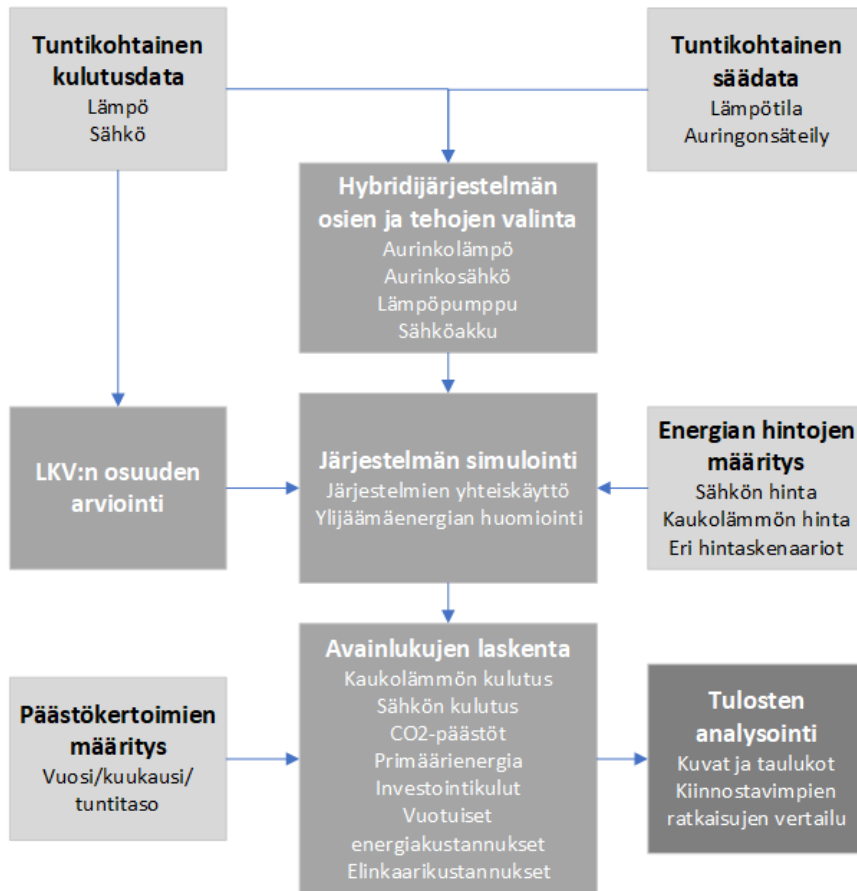 Tuntikohtainen
kulutusdata
Lämpö
Sähkö
Tuntikohtainen
säädata
Lämpötila
Auringonsäteily
Hybridijärjestelmän
osien ja tehojen valinta
Aurinkolämpö
Aurinkosähkö
Lämpöpumppu
Sähköakku
LKV:n osuuden
arviointi
Järjestelmän simulointi
Järjestelmien yhteiskäyttö
Ylijäämäenergian huomiointi
Energian hintojen
määritys
Sähkön hinta
Kaukolämmön hinta
Eri hintaskenaariot
Päästökertoimien
määritys
Vuosi/kuukausi/
tuntitaso
Avainlukujen laskenta
Kaukolämmön kulutus
Sähkön kulutus
CO2-päästöt
Primäärienergia
Investointikulut
Vuotuiset
energiakustannukset
Elinkaarikustannukset
Tulosten
analysointi
Kuvat ja taulukot
Kiinnostavimpien
ratkaisujen vertailu